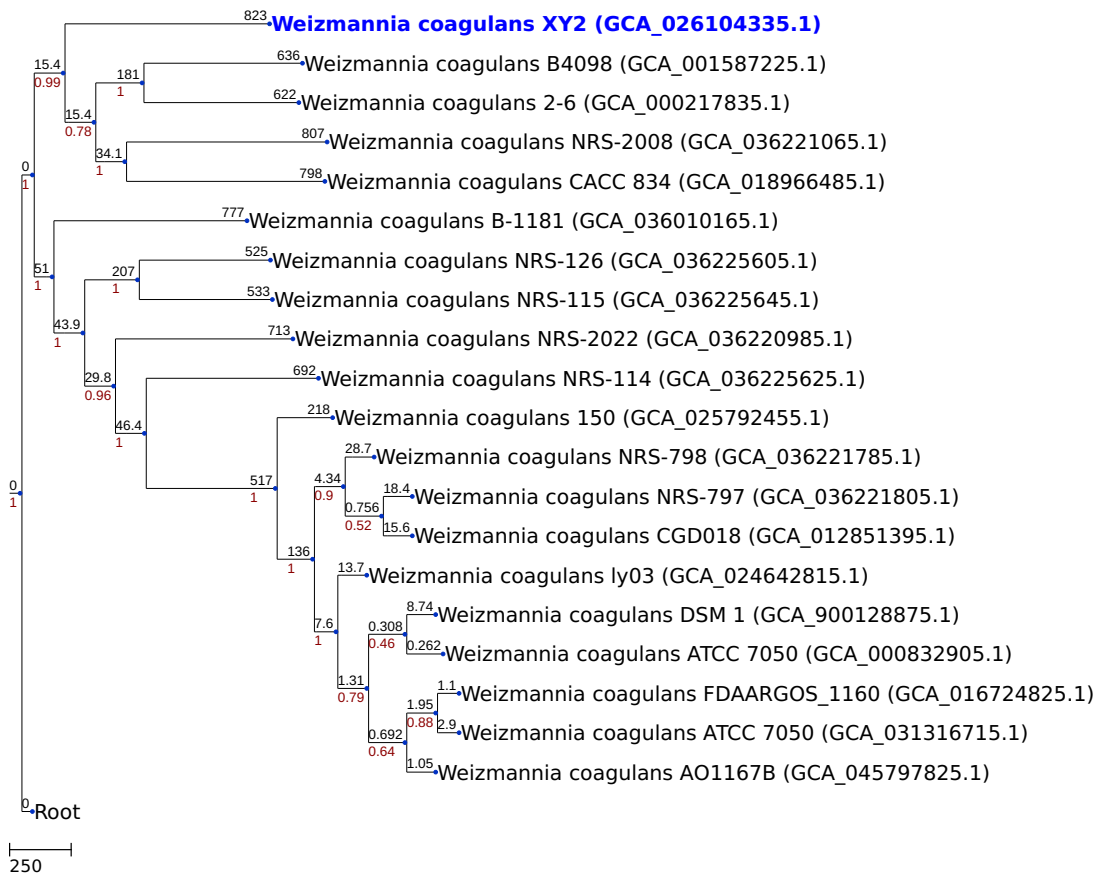 823
Weizmannia coagulans XY2 (GCA_026104335.1)
636
Weizmannia coagulans B4098 (GCA_001587225.1)
15.4
0.99
181
1
622
Weizmannia coagulans 2-6 (GCA_000217835.1)
15.4
0.78
807
Weizmannia coagulans NRS-2008 (GCA_036221065.1)
34.1
1
0
1
798
Weizmannia coagulans CACC 834 (GCA_018966485.1)
777
Weizmannia coagulans B-1181 (GCA_036010165.1)
525
Weizmannia coagulans NRS-126 (GCA_036225605.1)
51
1
207
1
533
Weizmannia coagulans NRS-115 (GCA_036225645.1)
43.9
1
713
Weizmannia coagulans NRS-2022 (GCA_036220985.1)
29.8
0.96
692
Weizmannia coagulans NRS-114 (GCA_036225625.1)
46.4
1
218
Weizmannia coagulans 150 (GCA_025792455.1)
28.7
Weizmannia coagulans NRS-798 (GCA_036221785.1)
0
1
517
1
4.34
0.9
18.4
Weizmannia coagulans NRS-797 (GCA_036221805.1)
0.756
0.52
15.6
Weizmannia coagulans CGD018 (GCA_012851395.1)
136
1
13.7
Weizmannia coagulans ly03 (GCA_024642815.1)
8.74
Weizmannia coagulans DSM 1 (GCA_900128875.1)
7.6
1
0.308
0.46
0.262
Weizmannia coagulans ATCC 7050 (GCA_000832905.1)
1.31
0.79
1.1
Weizmannia coagulans FDAARGOS_1160 (GCA_016724825.1)
1.95
0.88
2.9
Weizmannia coagulans ATCC 7050 (GCA_031316715.1)
0.692
0.64
1.05
Weizmannia coagulans AO1167B (GCA_045797825.1)
0
Root
250